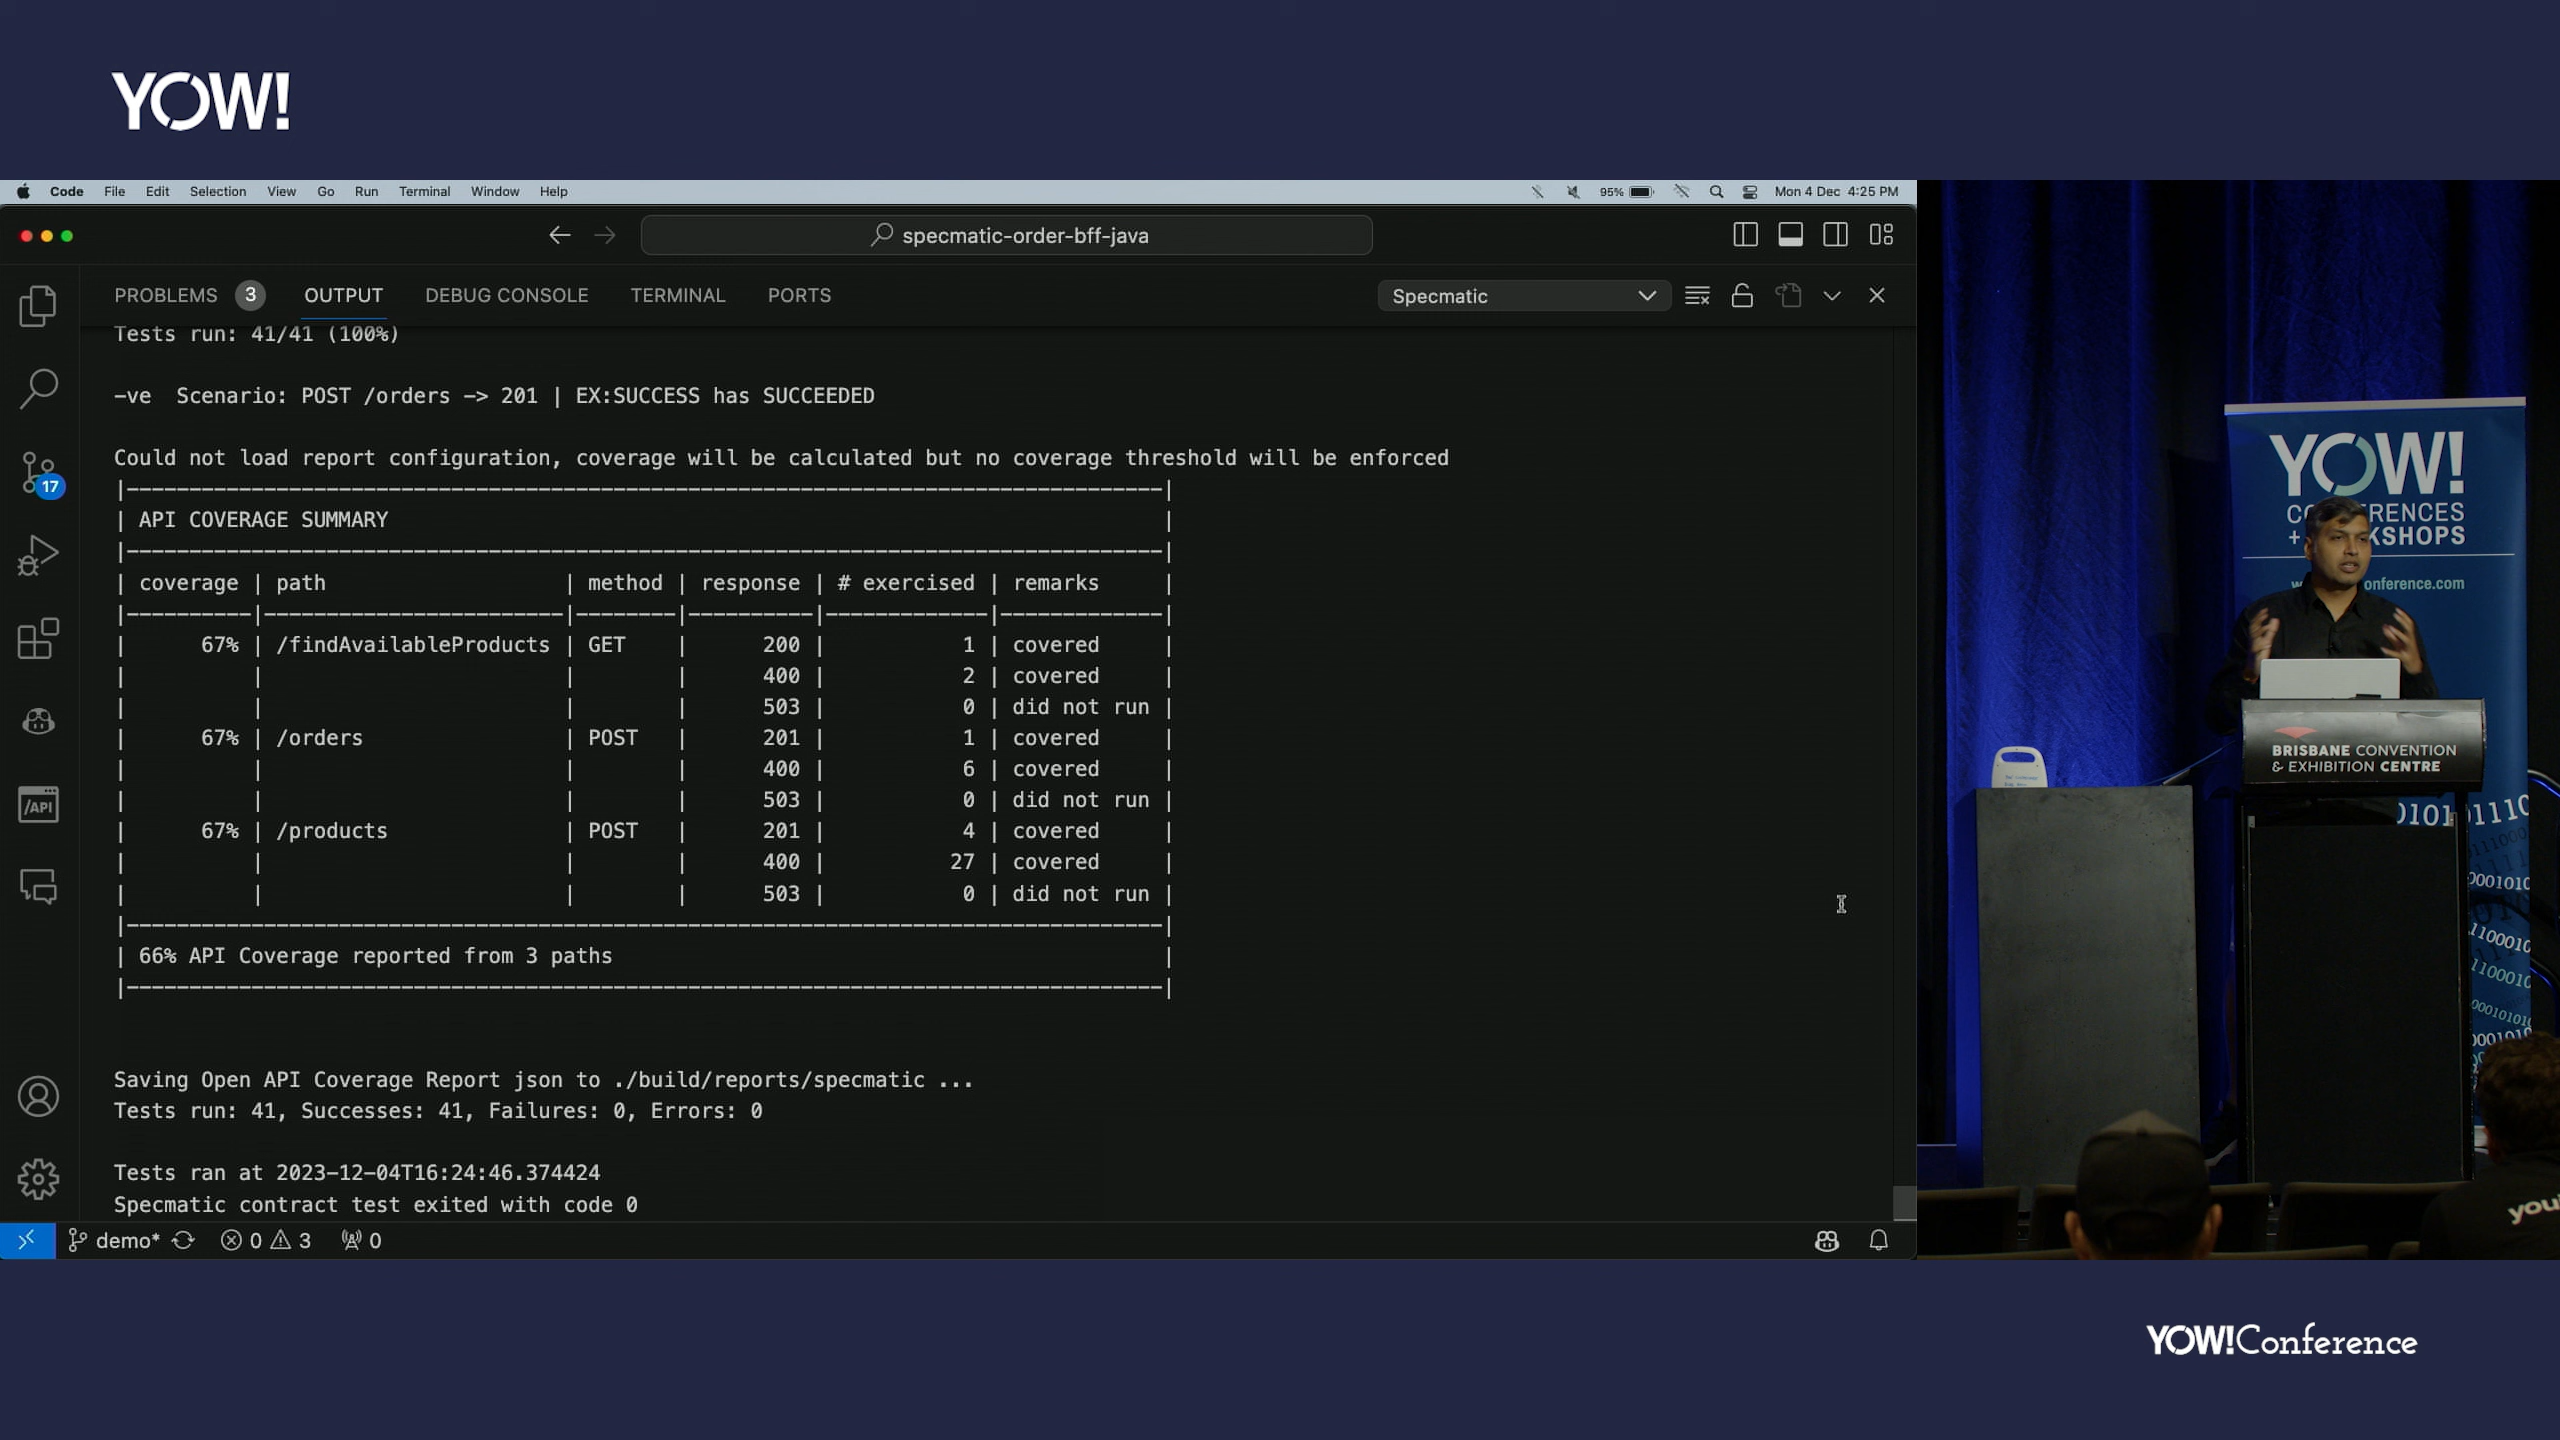 YOW!
Code File Edit Selection View Go Run Terminal Window Help 95% Mon 4 Dec 4:25 PM
specmatic-order-bff-java
PROBLEMS 3 OUTPUT DEBUG CONSOLE TERMINAL PORTS Specmatic
Tests run: 41/41 (100%)
-ve Scenario: POST /orders -> 201 | EX:SUCCESS has SUCCEEDED
Could not load report configuration, coverage will be calculated but no coverage threshold will be enforced
|-----------------------------------------------------------------------------------|
| API COVERAGE SUMMARY |
|-----------------------------------------------------------------------------------|
| coverage | path | method | response | # exercised | remarks |
|----------|------------------------|--------|----------|-------------|-------------|
| 67% | /findAvailableProducts | GET | 200 | 1 | covered |
| | | | 400 | 2 | covered |
| | | | 503 | 0 | did not run |
| 67% | /orders | POST | 201 | 1 | covered |
| | | | 400 | 6 | covered |
| | | | 503 | 0 | did not run |
| 67% | /products | POST | 201 | 4 | covered |
| | | | 400 | 27 | covered |
| | | | 503 | 0 | did not run |
|-----------------------------------------------------------------------------------|
| 66% API Coverage reported from 3 paths |
|-----------------------------------------------------------------------------------|
Saving Open API Coverage Report json to ./build/reports/specmatic ...
Tests run: 41, Successes: 41, Failures: 0, Errors: 0
Tests ran at 2023-12-04T16:24:46.374424
Specmatic contract test exited with code 0
17
/API
demo* 0 3 0
YOW!
RENCES
KSHOPS
onference.com
BRISBANE CONVENTION
& EXHIBITION CENTRE
you
YOW!Conference